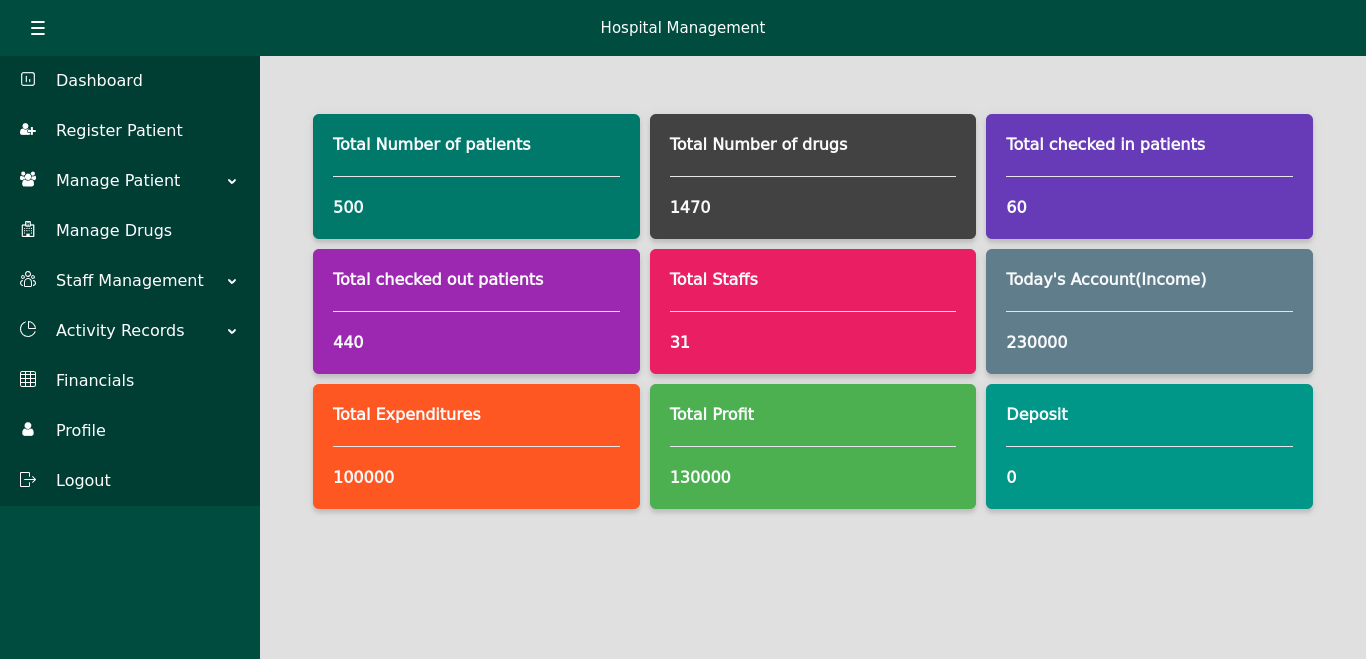 ☰
Hospital Management
Dashboard
Register Patient
Manage Patient
Manage Drugs
Staff Management
Activity Records
Financials
Profile
Logout
Total Number of patients
500
Total Number of drugs
1470
Total checked in patients
60
Total checked out patients
440
Total Staffs
31
Today's Account(Income)
230000
Total Expenditures
100000
Total Profit
130000
Deposit
0